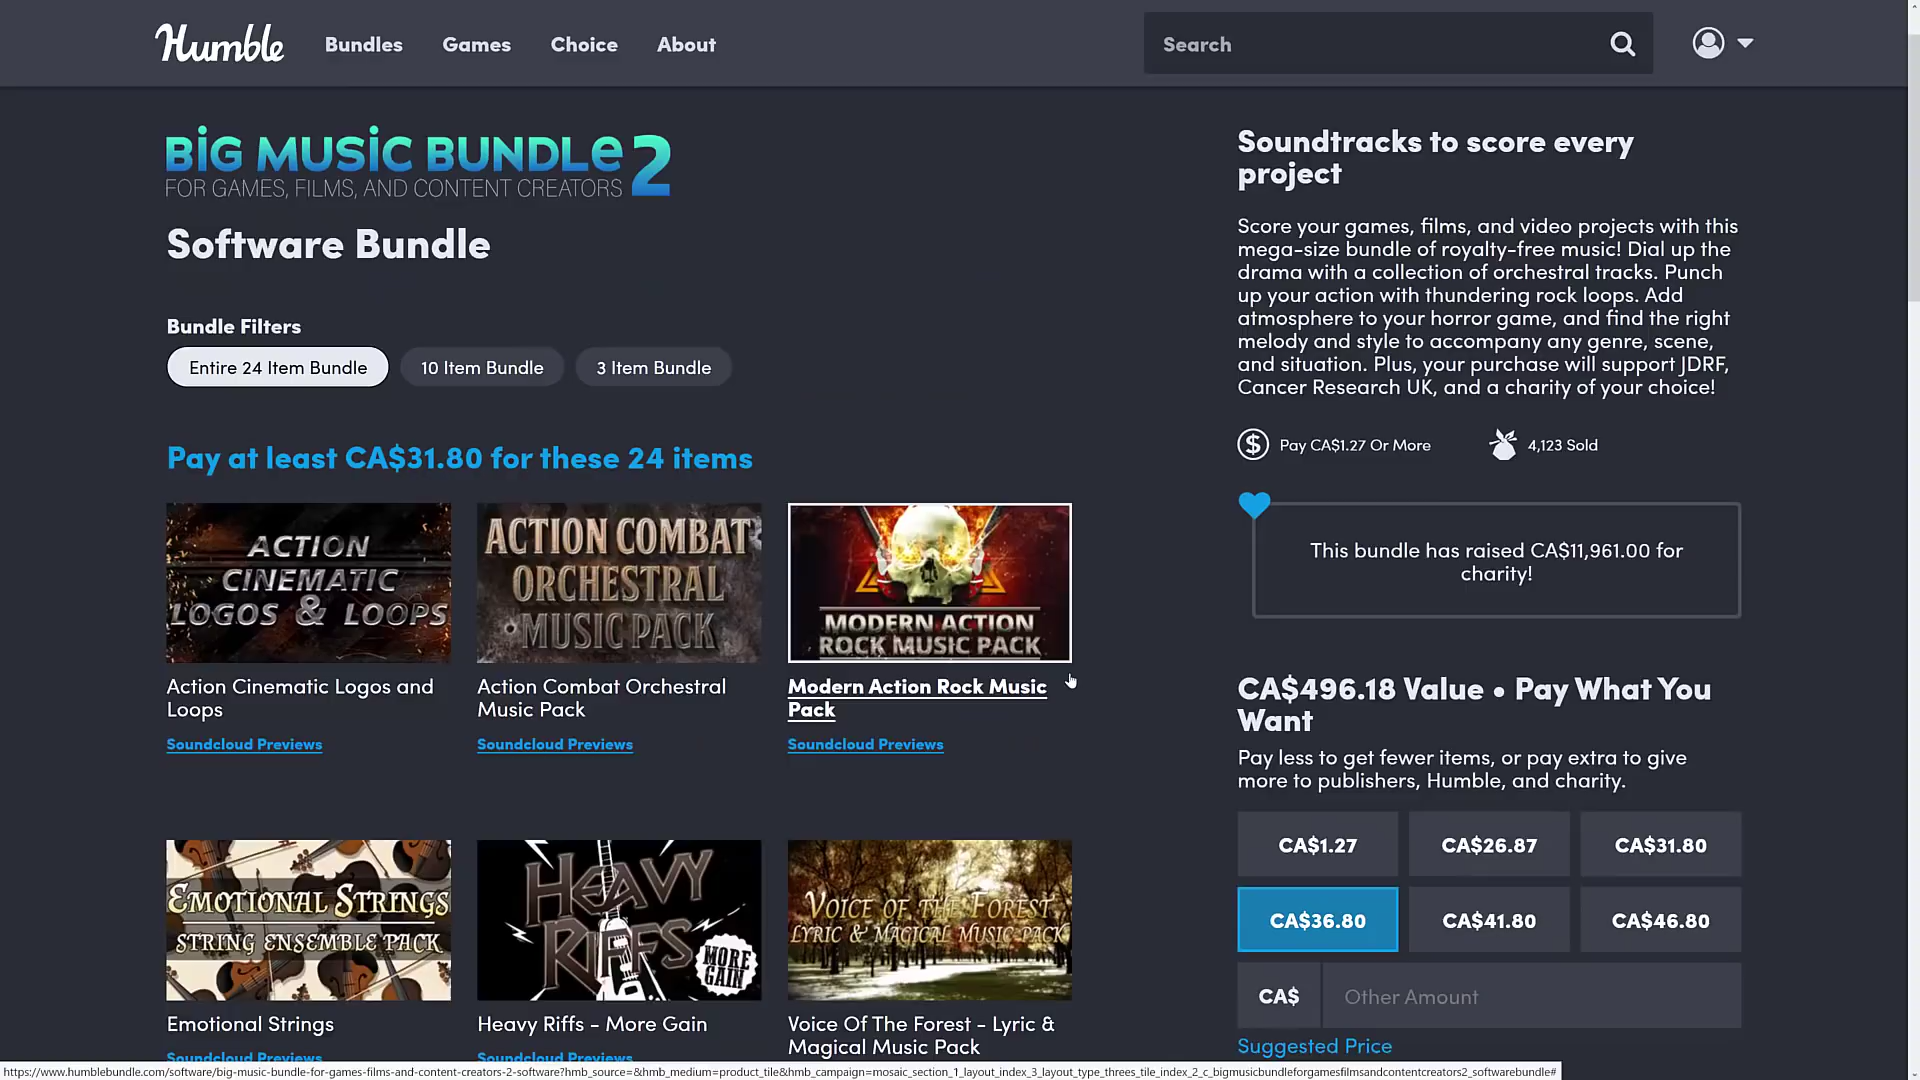 Humble
Bundles
Games
Choice
About
Search
BIG MUSIC BUNDLE 2
FOR GAMES, FILMS, AND CONTENT CREATORS
Software Bundle
Bundle Filters
Entire 24 Item Bundle
10 Item Bundle
3 Item Bundle
Pay at least CA$31.80 for these 24 items
ACTION
CINEMATIC
LOGOS & LOOPS
Action Cinematic Logos and
Loops
Soundcloud Previews
ACTION COMBAT
ORCHESTRAL
MUSIC PACK
Action Combat Orchestral
Music Pack
Soundcloud Previews
MODERN ACTION
ROCK MUSIC PACK
Modern Action Rock Music
Pack
Soundcloud Previews
EMOTIONAL STRINGS
STRING ENSEMBLE PACK
Emotional Strings
Soundcloud Previews
HEAVY
RIFFS
MORE
GAIN
Heavy Riffs - More Gain
Soundcloud Previews
VOICE OF THE FOREST
LYRIC & MAGICAL MUSIC PACK
Voice Of The Forest - Lyric &
Magical Music Pack
Soundtracks to score every
project
Score your games, films, and video projects with this
mega-size bundle of royalty-free music! Dial up the
drama with a collection of orchestral tracks. Punch
up your action with thundering rock loops. Add
atmosphere to your horror game, and find the right
melody and style to accompany any genre, scene,
and situation. Plus, your purchase will support JDRF,
Cancer Research UK, and a charity of your choice!
$ Pay CA$1.27 Or More
4,123 Sold
This bundle has raised CA$11,961.00 for
charity!
CA$496.18 Value • Pay What You
Want
Pay less to get fewer items, or pay extra to give
more to publishers, Humble, and charity.
CA$1.27
CA$26.87
CA$31.80
CA$36.80
CA$41.80
CA$46.80
CA$
Other Amount
Suggested Price
https://www.humblebundle.com/software/big-music-bundle-for-games-films-and-content-creators-2-software?hmb_source=&hmb_medium=product_tile&hmb_campaign=mosaic_section_1_layout_index_3_layout_type_threes_tile_index_2_c_bigmusicbundleforgamesfilmsandcontentcreators2_softwarebundle#